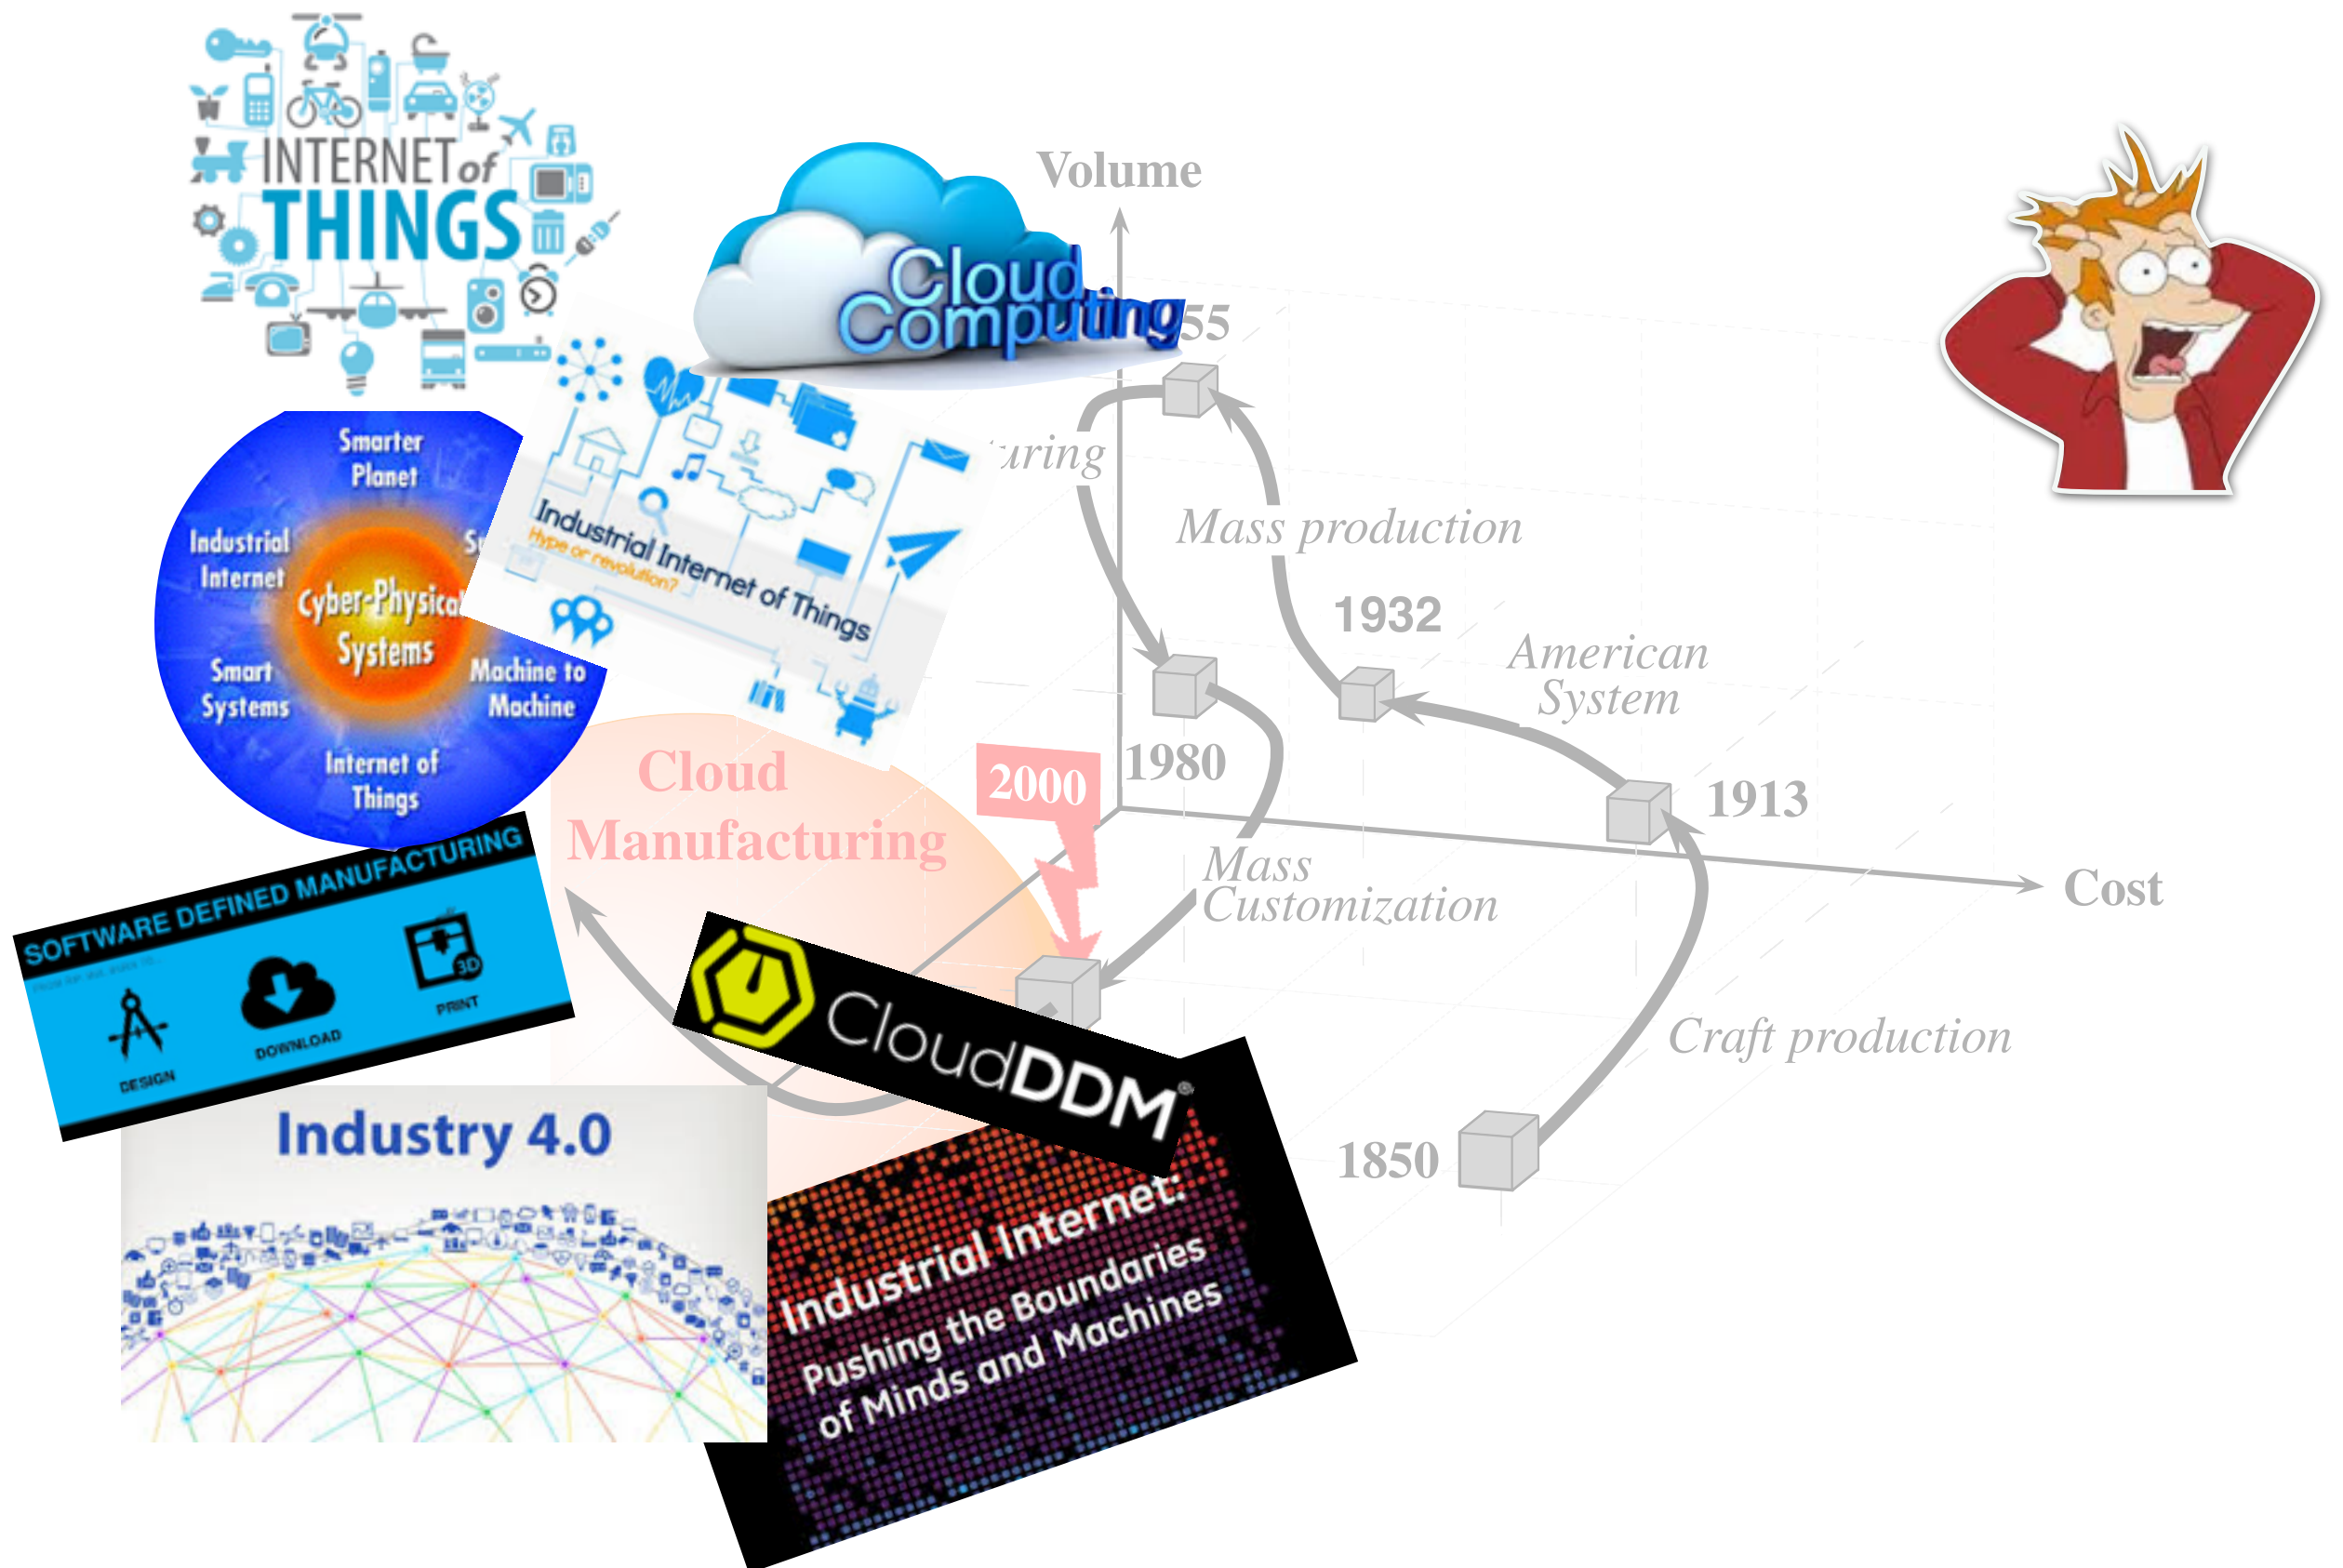 INTERNET of
THINGS
Cloud
Computing
Volume
55
uring
Mass production
1932
American
System
1980
1913
Cost
Mass
Customization
Craft production
1850
2000
Cloud
Manufacturing
Smarter
Planet
Industrial
Internet
Cyber-Physical
Systems
Smart
Systems
Machine to
Machine
Internet of
Things
Industrial Internet of Things
Hype or revolution?
SOFTWARE DEFINED MANUFACTURING
DESIGN
DOWNLOAD
3D
PRINT
CloudDDM®
Industry 4.0
Industrial Internet:
Pushing the Boundaries
of Minds and Machines